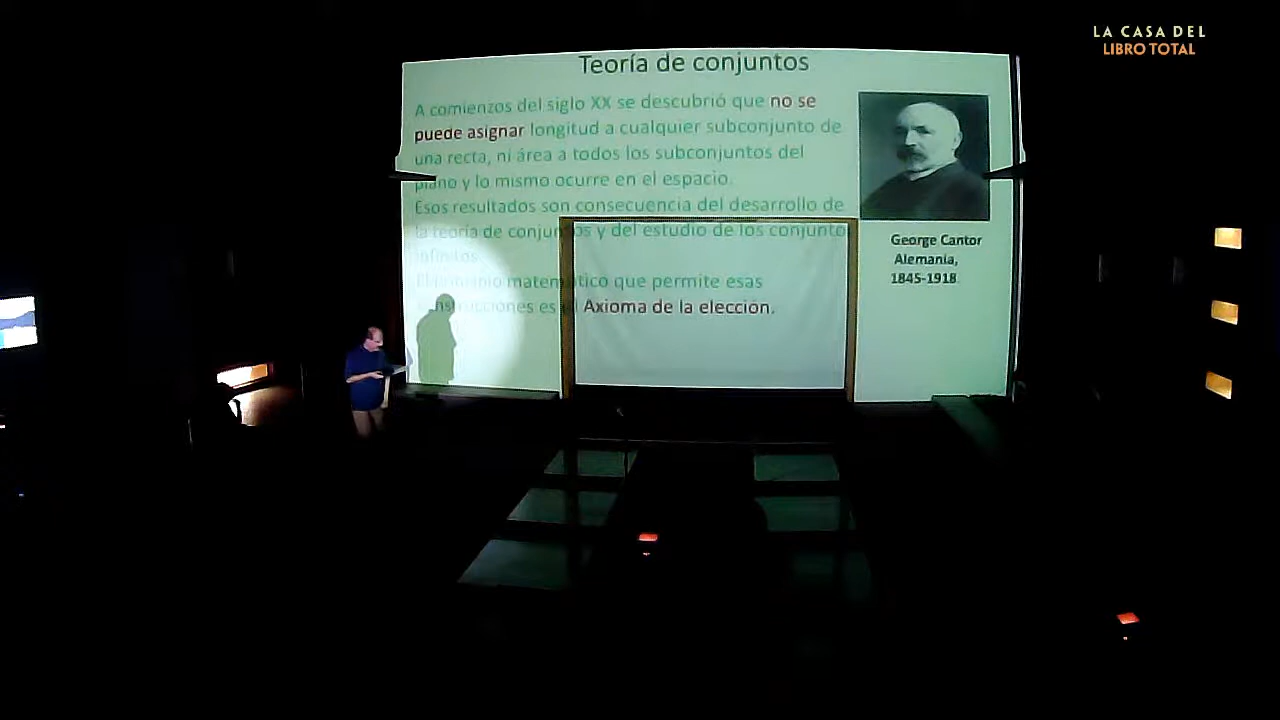 LA CASA DEL
LIBRO TOTAL
Teoría de conjuntos
A comienzos del siglo XX se descubrió que no se
puede asignar longitud a cualquier subconjunto de
una recta, ni área a todos los subconjuntos del
plano y lo mismo ocurre en el espacio.
Esos resultados son consecuencia del desarrollo de
la teoría de conjuntos y del estudio de los conjunto
infinitos.
matemático que permite esas
construcciones es el Axioma de la elección.
George Cantor
Alemania,
1845-1918